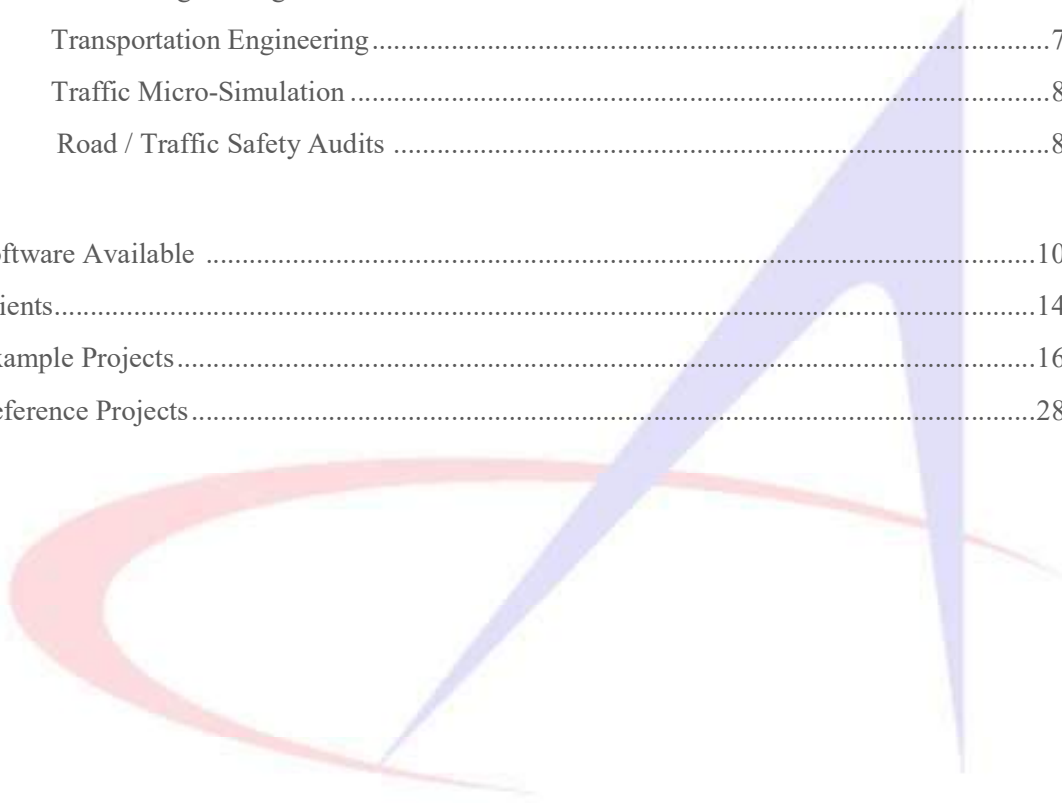 Transportation Engineering....................................................................................7
Traffic Micro-Simulation.......................................................................................8
Road / Traffic Safety Audits ..................................................................................8
oftware Available .........................................................................................................10
ients...........................................................................................................................14
ample Projects............................................................................................................16
eference Projects.........................................................................................................28